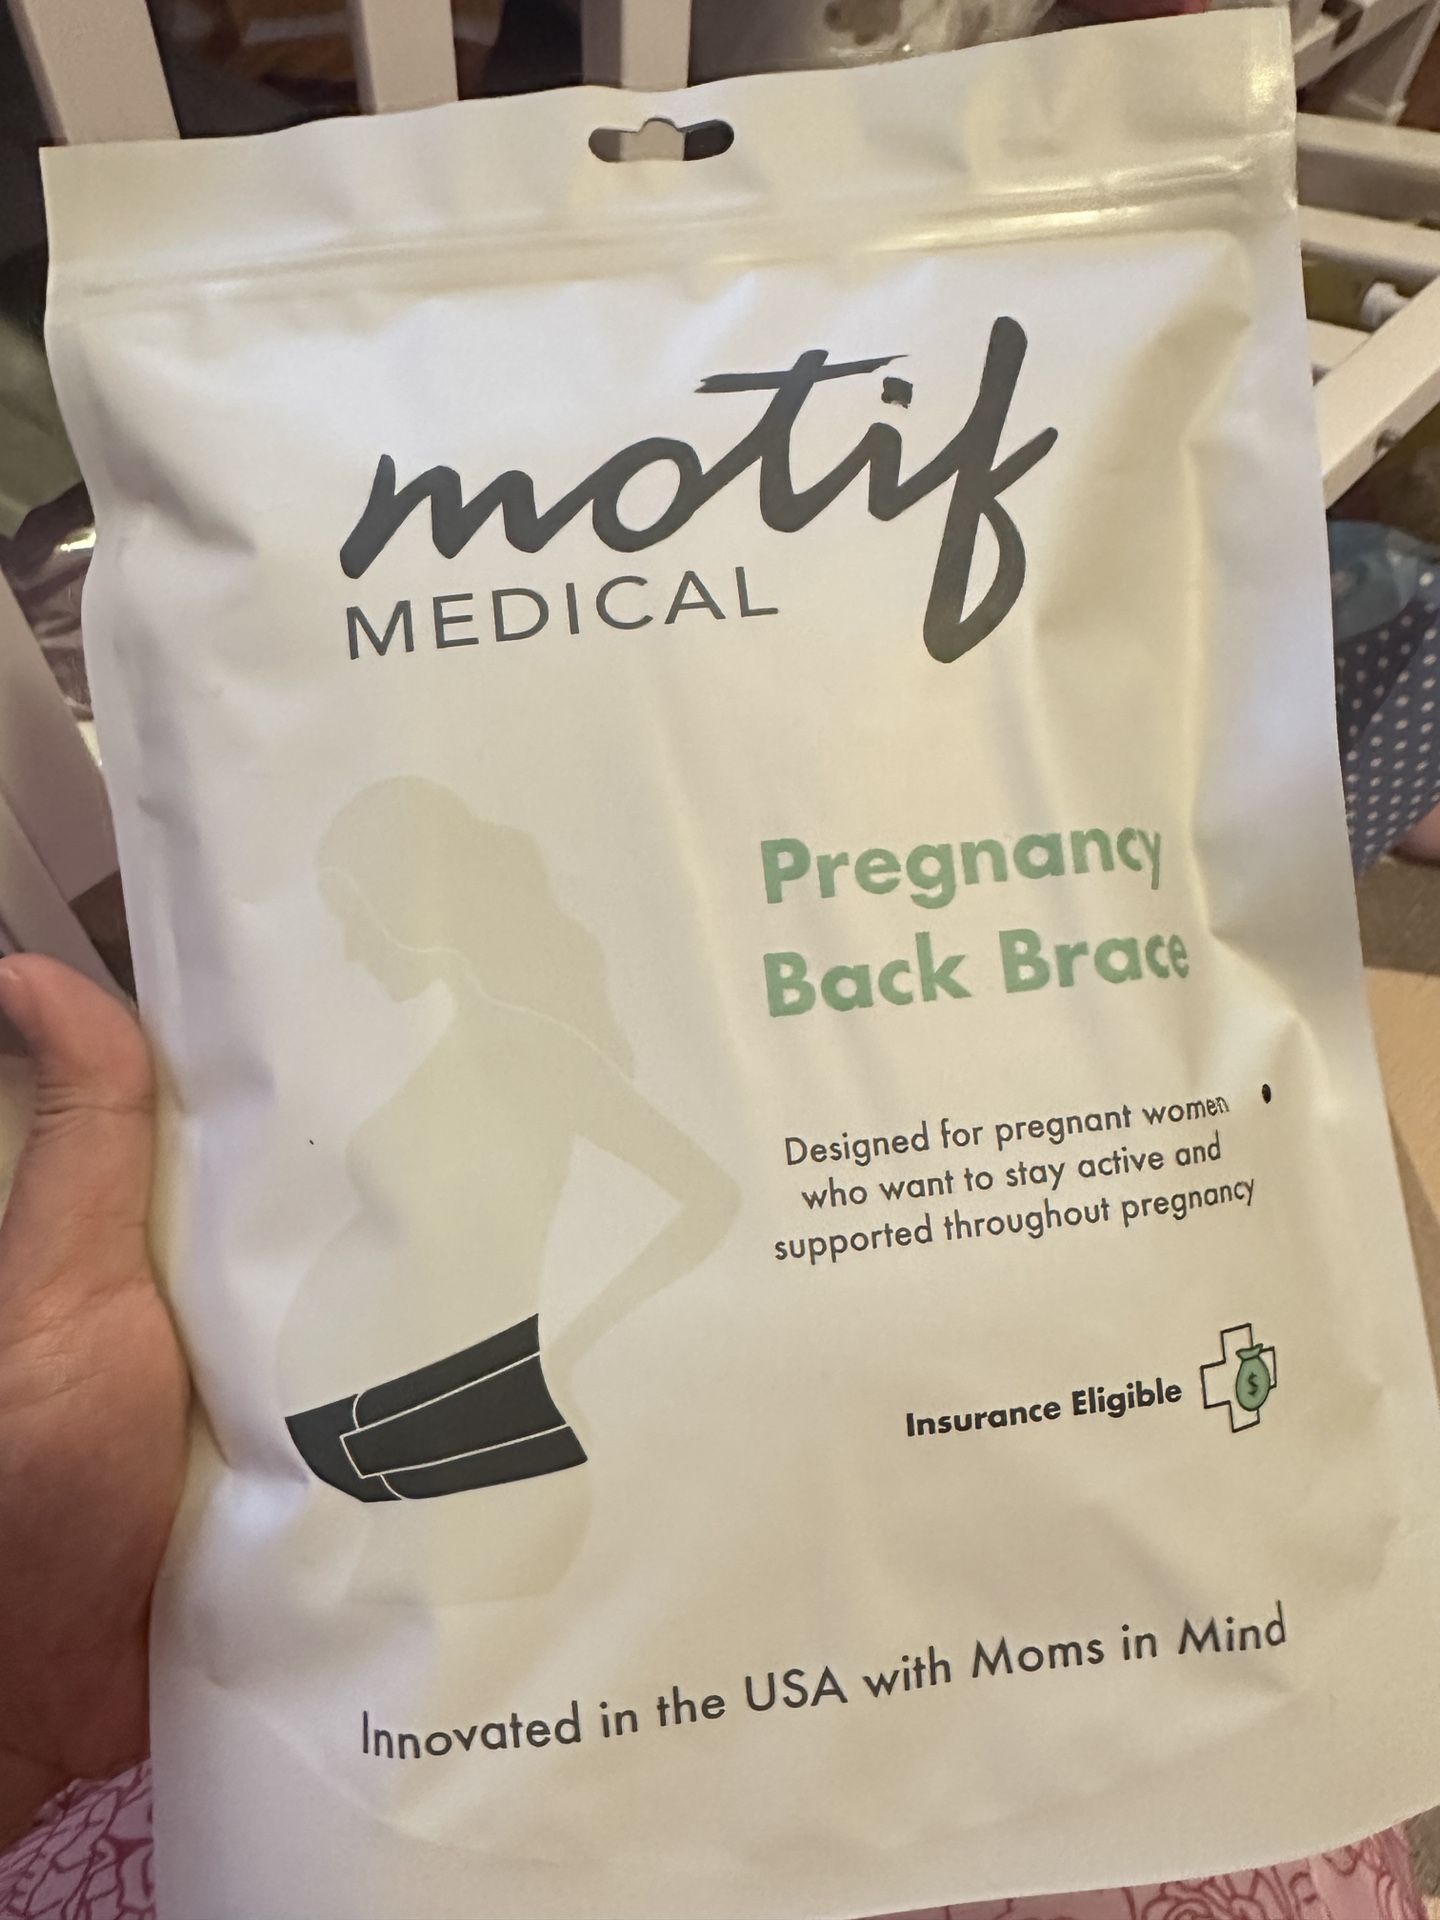 motif
MEDICAL
Pregnancy
Back Brace
Designed for pregnant women
who want to stay active and
supported throughout pregnancy
Insurance Eligible
$
Innovated in the USA with Moms in Mind